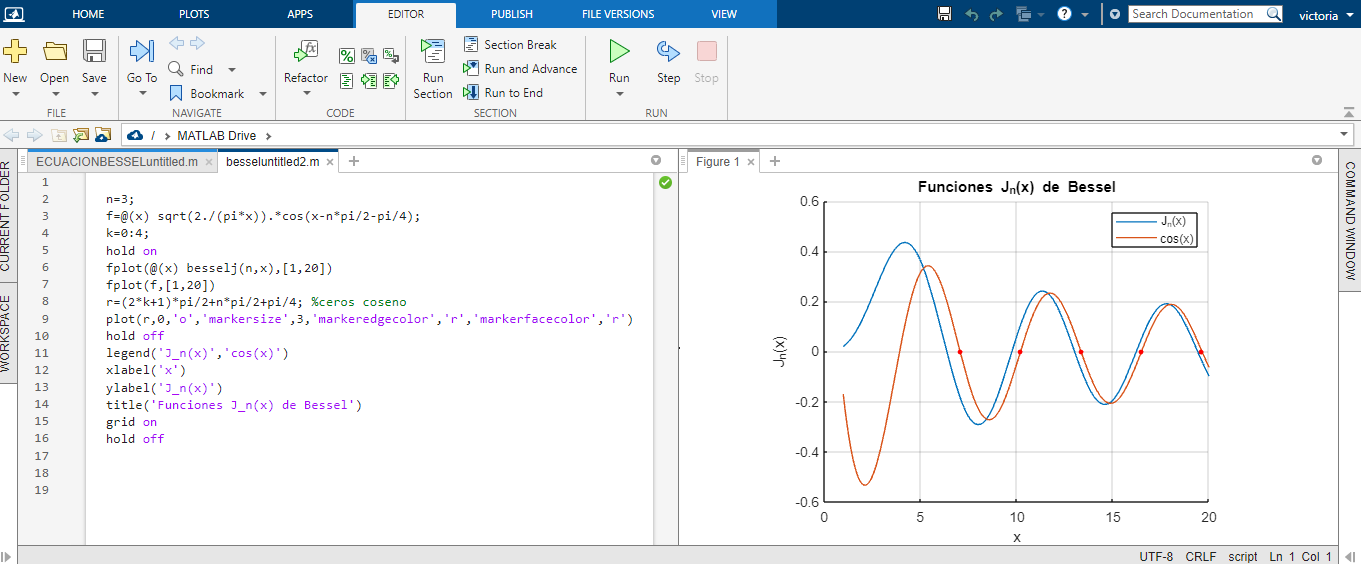 HOME PLOTS APPS EDITOR PUBLISH FILE VERSIONS VIEW Search Documentation victoria
New Open Save Go To Find Bookmark Refactor Run Section Section Break Run and Advance Run to End Run Step Stop
FILE NAVIGATE CODE SECTION RUN
/ MATLAB Drive
CURRENT FOLDER
WORKSPACE
ECUACIONBESSELuntitled.m besseluntitled2.m
1
2 n=3;
3 f=@(x) sqrt(2./(pi*x)).*cos(x-n*pi/2-pi/4);
4 k=0:4;
5 hold on
6 fplot(@(x) besselj(n,x),[1,20])
7 fplot(f,[1,20])
8 r=(2*k+1)*pi/2+n*pi/2+pi/4; %ceros coseno
9 plot(r,0,'o','markersize',3,'markeredgecolor','r','markerfacecolor','r')
10 hold off
11 legend('J_n(x)','cos(x)')
12 xlabel('x')
13 ylabel('J_n(x)')
14 title('Funciones J_n(x) de Bessel')
15 grid on
16 hold off
17
18
19
Figure 1
Funciones Jn(x) de Bessel
Jn(x)
cos(x)
0.6
0.4
0.2
0
-0.2
-0.4
-0.6
Jn(x)
0 5 10 15 20
x
COMMAND WINDOW
UTF-8 CRLF script Ln 1 Col 1